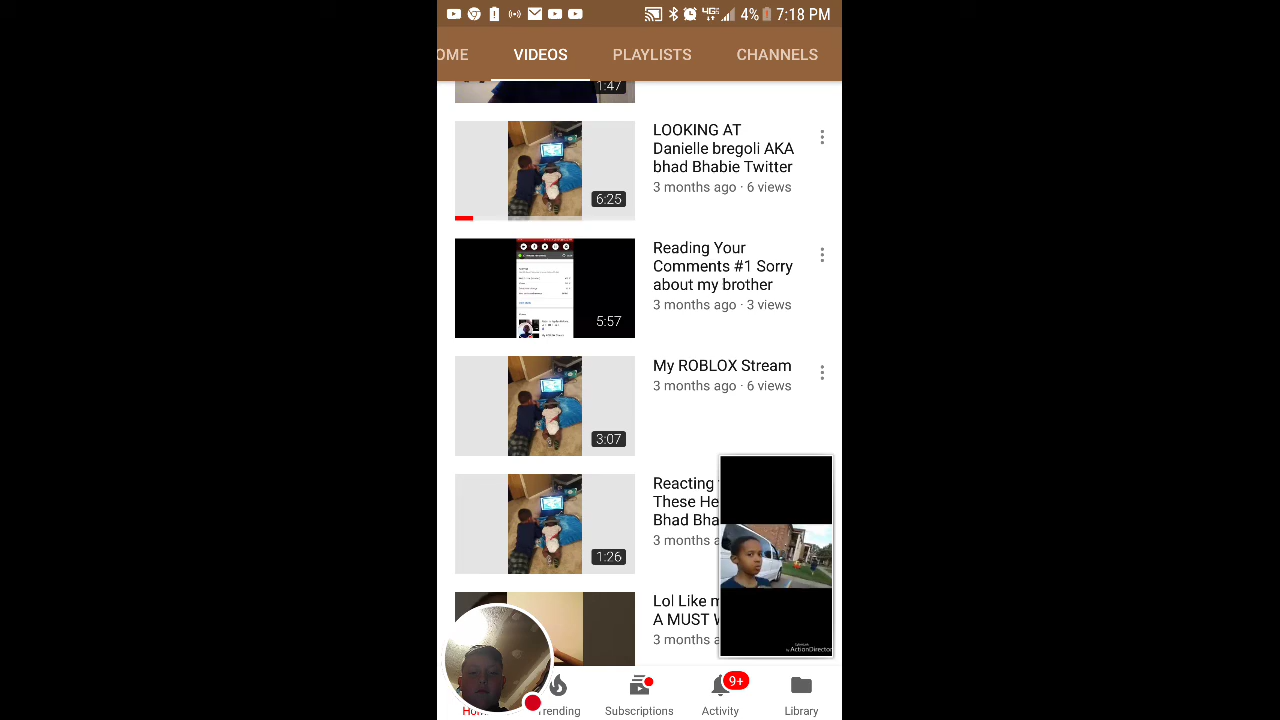 4G 4% 7:18 PM
OME VIDEOS PLAYLISTS CHANNELS
1:47
LOOKING AT
Danielle bregoli AKA
bhad Bhabie Twitter
3 months ago · 6 views
6:25
Reading Your
Comments #1 Sorry
about my brother
3 months ago · 3 views
5:57
My ROBLOX Stream
3 months ago · 6 views
3:07
Reacting
These He
Bhad Bha
3 months a
1:26
Lol Like m
A MUST W
3 months a
ActionDirector
9+
Hom Trending Subscriptions Activity Library